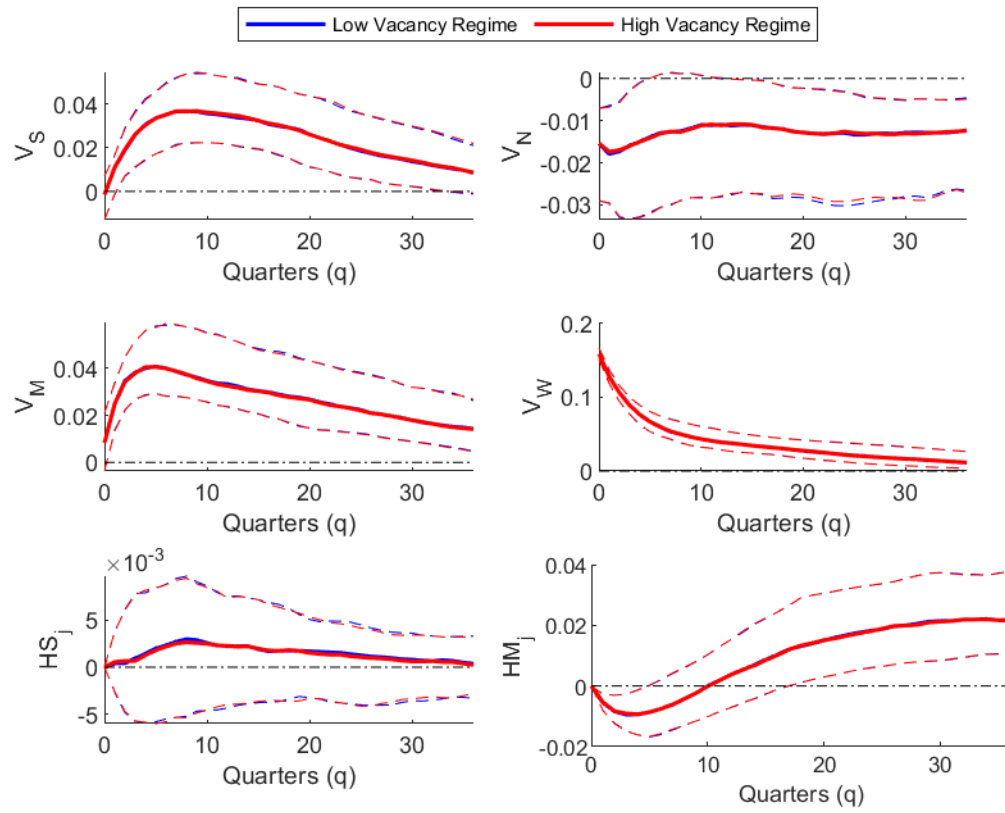 Low Vacancy Regime High Vacancy Regime
V_S
0.04
0.02
0
0 10 20 30
Quarters (q)
V_N
0
-0.01
-0.02
-0.03
0 10 20 30
Quarters (q)
V_M
0.04
0.02
0
0 10 20 30
Quarters (q)
V_W
0.2
0.1
0
0 10 20 30
Quarters (q)
×10^-3
HS_j
5
0
-5
0 10 20 30
Quarters (q)
HM_j
0.04
0.02
0
-0.02
0 10 20 30
Quarters (q)